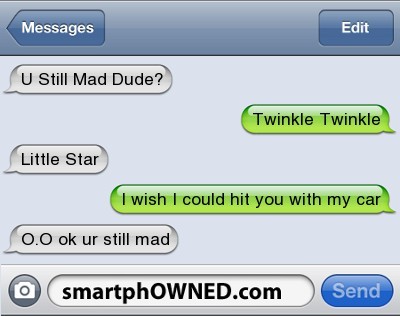 Messages
Edit
U Still Mad Dude?
Twinkle Twinkle
Little Star
I wish I could hit you with my car
O.O ok ur still mad
smartphOWNED.com
Send